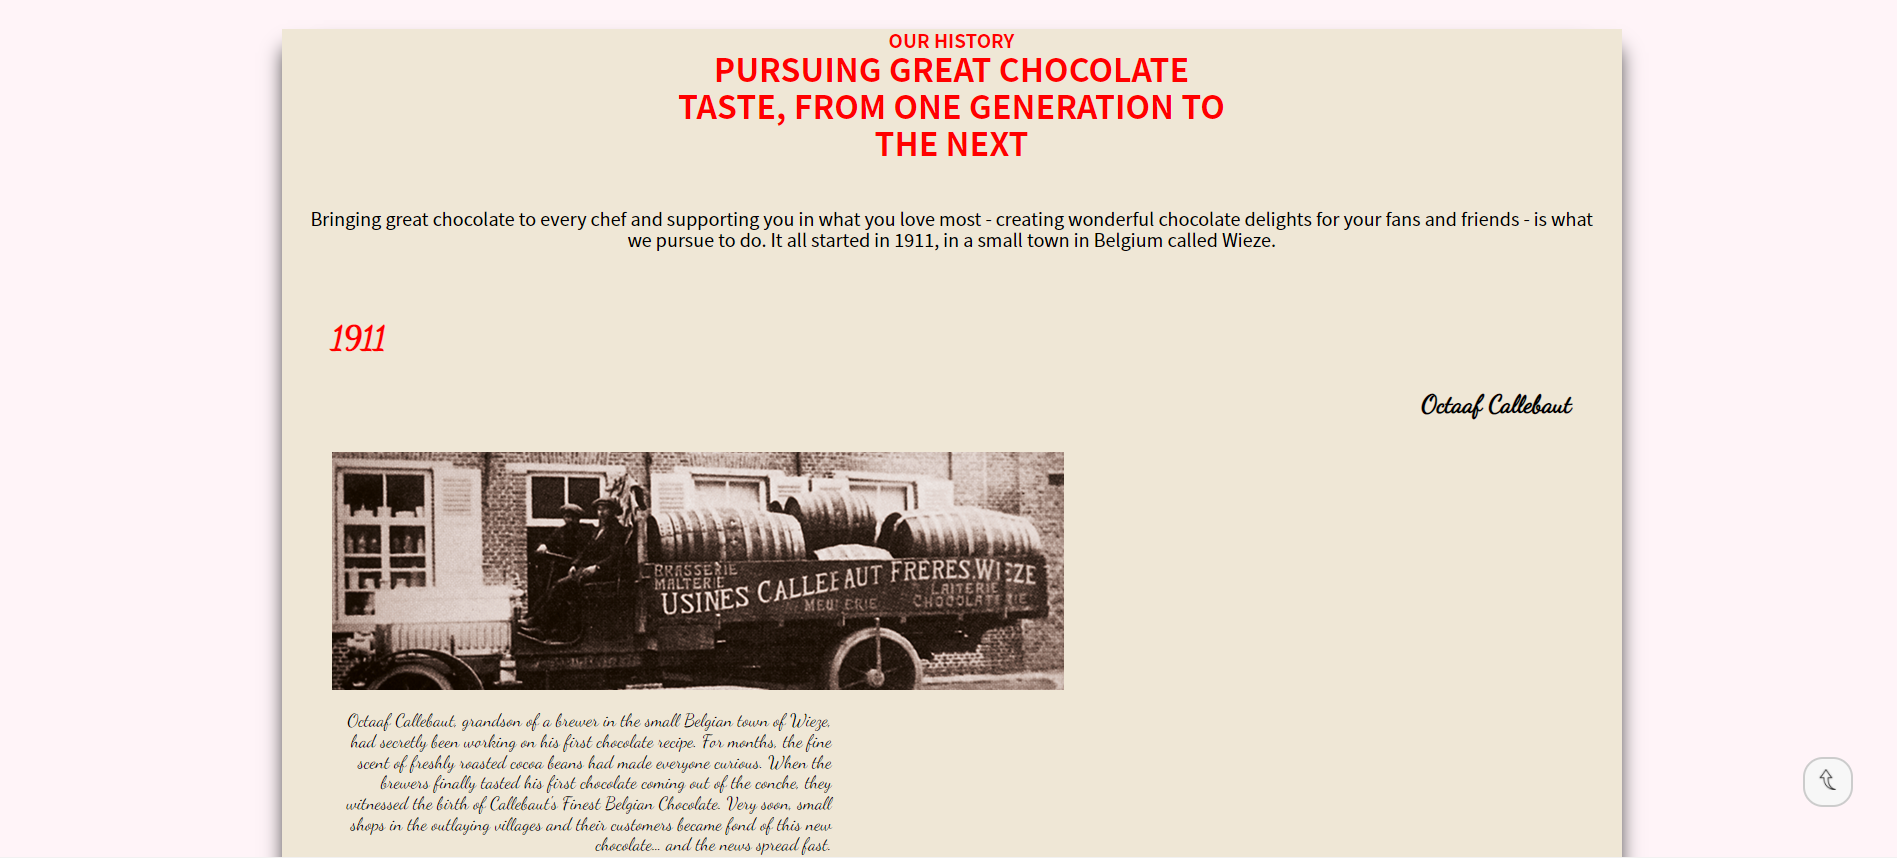 OUR HISTORY
PURSUING GREAT CHOCOLATE
TASTE, FROM ONE GENERATION TO
THE NEXT
Bringing great chocolate to every chef and supporting you in what you love most - creating wonderful chocolate delights for your fans and friends - is what
we pursue to do. It all started in 1911, in a small town in Belgium called Wieze.
1911
Octaaf Callebaut
BRASSERIE
MALTERIE
USINES CALLEBAUT FRERES.WIEZE
MEUNERIE
LAITERIE
CHOCOLATERIE
Octaaf Callebaut, grandson of a brewer in the small Belgian town of Wieze,
had secretly been working on his first chocolate recipe. For months, the fine
scent of freshly roasted cocoa beans had made everyone curious. When the
brewers finally tasted his first chocolate coming out of the conche, they
witnessed the birth of Callebaut's Finest Belgian Chocolate. Very soon, small
shops in the outlaying villages and their customers became fond of this new
chocolate... and the news spread fast.